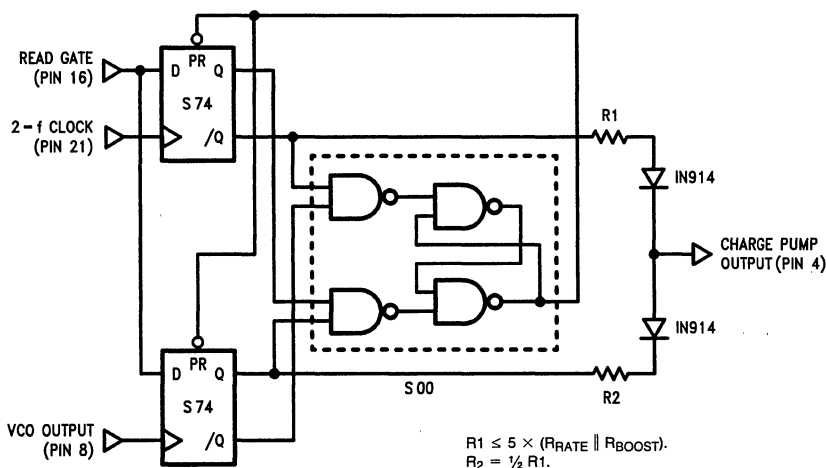 READ GATE
(PIN 16)
2-f CLOCK
(PIN 21)
D PR Q
S74
/Q
R1
IN914
CHARGE PUMP
OUTPUT (PIN 4)
IN914
D PR Q
S74
/Q
VCO OUTPUT
(PIN 8)
S00
R2
R1 ≤ 5 × (RRATE ∥ RBOOST).
R2 = ½ R1.